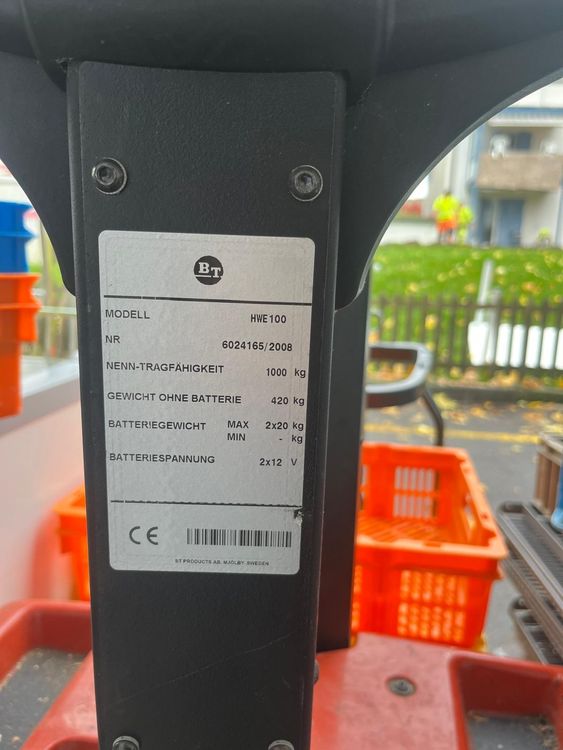 BT
MODELL HWE100
NR 6024165/2008
NENN-TRAGFÄHIGKEIT 1000 kg
GEWICHT OHNE BATTERIE 420 kg
BATTERIEGEWICHT MAX 2x20 kg
MIN - kg
BATTERIESPANNUNG 2x12 V
CE
BT PRODUCTS AB, MJÖLBY, SWEDEN